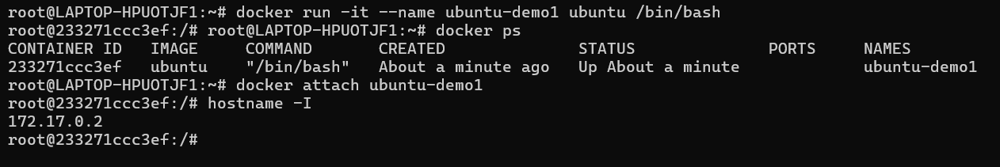 root@LAPTOP-HPUOTJF1:~# docker run -it --name ubuntu-demo1 ubuntu /bin/bash
root@233271ccc3ef:/# root@LAPTOP-HPUOTJF1:~# docker ps
CONTAINER ID   IMAGE     COMMAND       CREATED              STATUS              PORTS     NAMES
233271ccc3ef   ubuntu    "/bin/bash"   About a minute ago   Up About a minute             ubuntu-demo1
root@LAPTOP-HPUOTJF1:~# docker attach ubuntu-demo1
root@233271ccc3ef:/# hostname -I
172.17.0.2
root@233271ccc3ef:/#